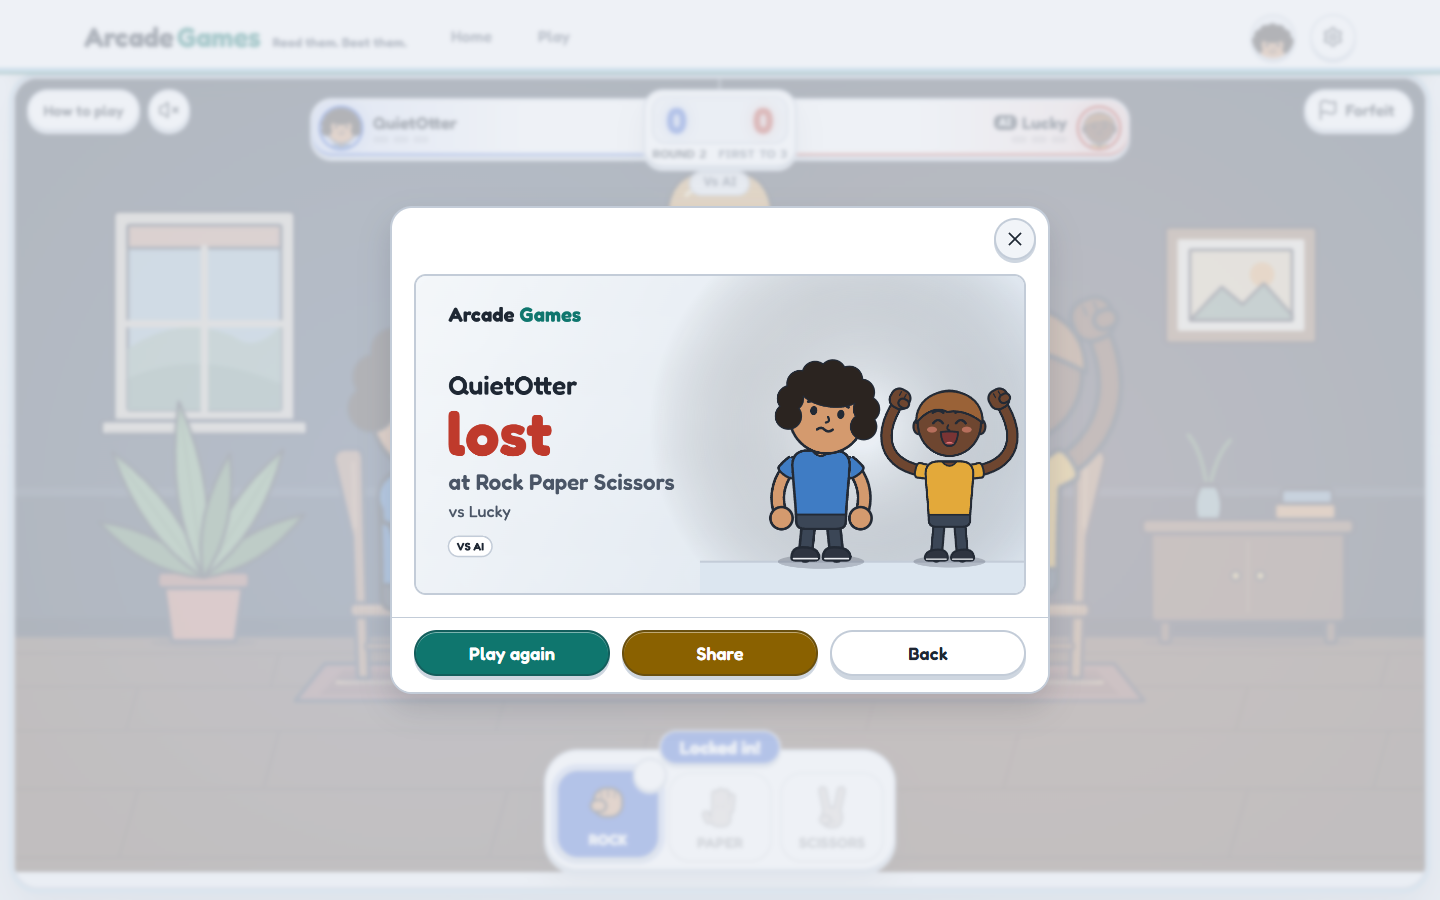 Arcade Games Read them. Beat them. Home Play
How to play
QuietOtter
0 0
ROUND 2 FIRST TO 3
AI Lucky
Forfeit
Vs AI
Arcade Games
QuietOtter
lost
at Rock Paper Scissors
vs Lucky
VS AI
Play again Share Back
Locked in!
ROCK PAPER SCISSORS